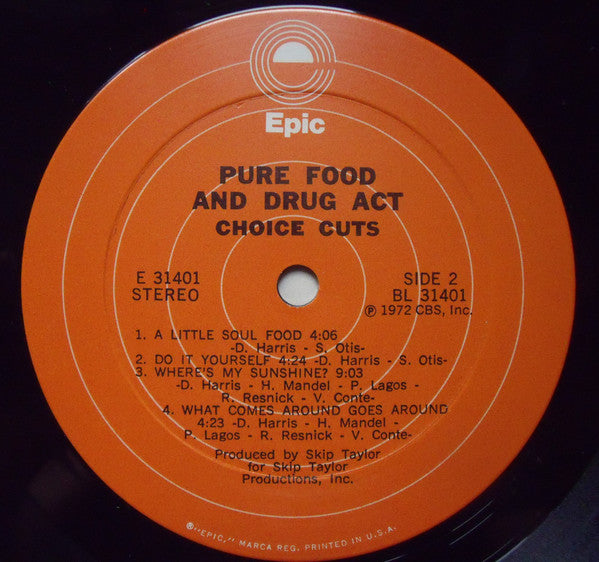 Epic
PURE FOOD
AND DRUG ACT
CHOICE CUTS
E 31401
STEREO
SIDE 2
BL 31401
℗ 1972 CBS, Inc.
1. A LITTLE SOUL FOOD 4:06
-D. Harris - S. Otis-
2. DO IT YOURSELF 4:24 -D. Harris - S. Otis-
3. WHERE'S MY SUNSHINE? 9:03
-D. Harris - H. Mandel - P. Lagos -
R. Resnick - V. Conte-
4. WHAT COMES AROUND GOES AROUND
4:23 -D. Harris - H. Mandel -
P. Lagos - R. Resnick - V. Conte-
Produced by Skip Taylor
for Skip Taylor
Productions, Inc.
®"EPIC," MARCA REG. PRINTED IN U.S.A.